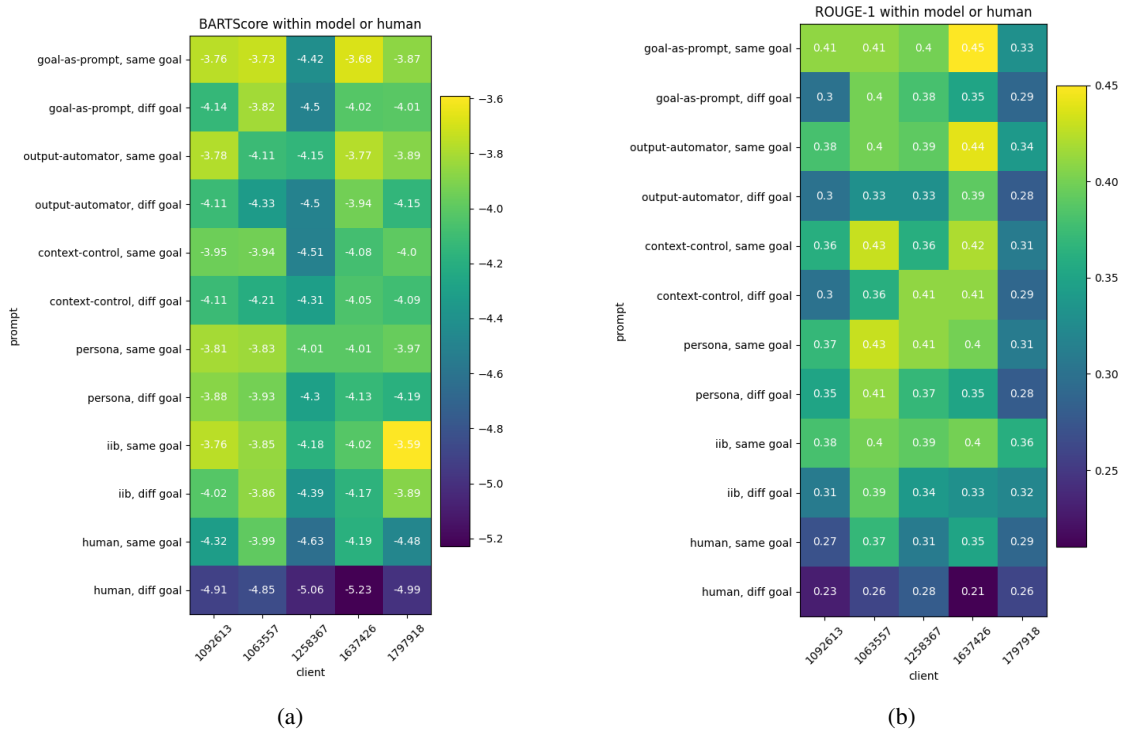 BARTScore within model or human
goal-as-prompt, same goal -3.76 -3.73 -4.42 -3.68 -3.87
goal-as-prompt, diff goal -4.14 -3.82 -4.5 -4.02 -4.01
output-automator, same goal -3.78 -4.11 -4.15 -3.77 -3.89
output-automator, diff goal -4.11 -4.33 -4.5 -3.94 -4.15
context-control, same goal -3.95 -3.94 -4.51 -4.08 -4.0
context-control, diff goal -4.11 -4.21 -4.31 -4.05 -4.09
persona, same goal -3.81 -3.83 -4.01 -4.01 -3.97
persona, diff goal -3.88 -3.93 -4.3 -4.13 -4.19
iib, same goal -3.76 -3.85 -4.18 -4.02 -3.59
iib, diff goal -4.02 -3.86 -4.39 -4.17 -3.89
human, same goal -4.32 -3.99 -4.63 -4.19 -4.48
human, diff goal -4.91 -4.85 -5.06 -5.23 -4.99
prompt
1092613 1063557 1258367 1637426 1797918
client
-3.6
-3.8
-4.0
-4.2
-4.4
-4.6
-4.8
-5.0
-5.2
(a)
ROUGE-1 within model or human
goal-as-prompt, same goal 0.41 0.41 0.4 0.45 0.33
goal-as-prompt, diff goal 0.3 0.4 0.38 0.35 0.29
output-automator, same goal 0.38 0.4 0.39 0.44 0.34
output-automator, diff goal 0.3 0.33 0.33 0.39 0.28
context-control, same goal 0.36 0.43 0.36 0.42 0.31
context-control, diff goal 0.3 0.36 0.41 0.41 0.29
persona, same goal 0.37 0.43 0.41 0.4 0.31
persona, diff goal 0.35 0.41 0.37 0.35 0.28
iib, same goal 0.38 0.4 0.39 0.4 0.36
iib, diff goal 0.31 0.39 0.34 0.33 0.32
human, same goal 0.27 0.37 0.31 0.35 0.29
human, diff goal 0.23 0.26 0.28 0.21 0.26
prompt
1092613 1063557 1258367 1637426 1797918
client
0.45
0.40
0.35
0.30
0.25
(b)